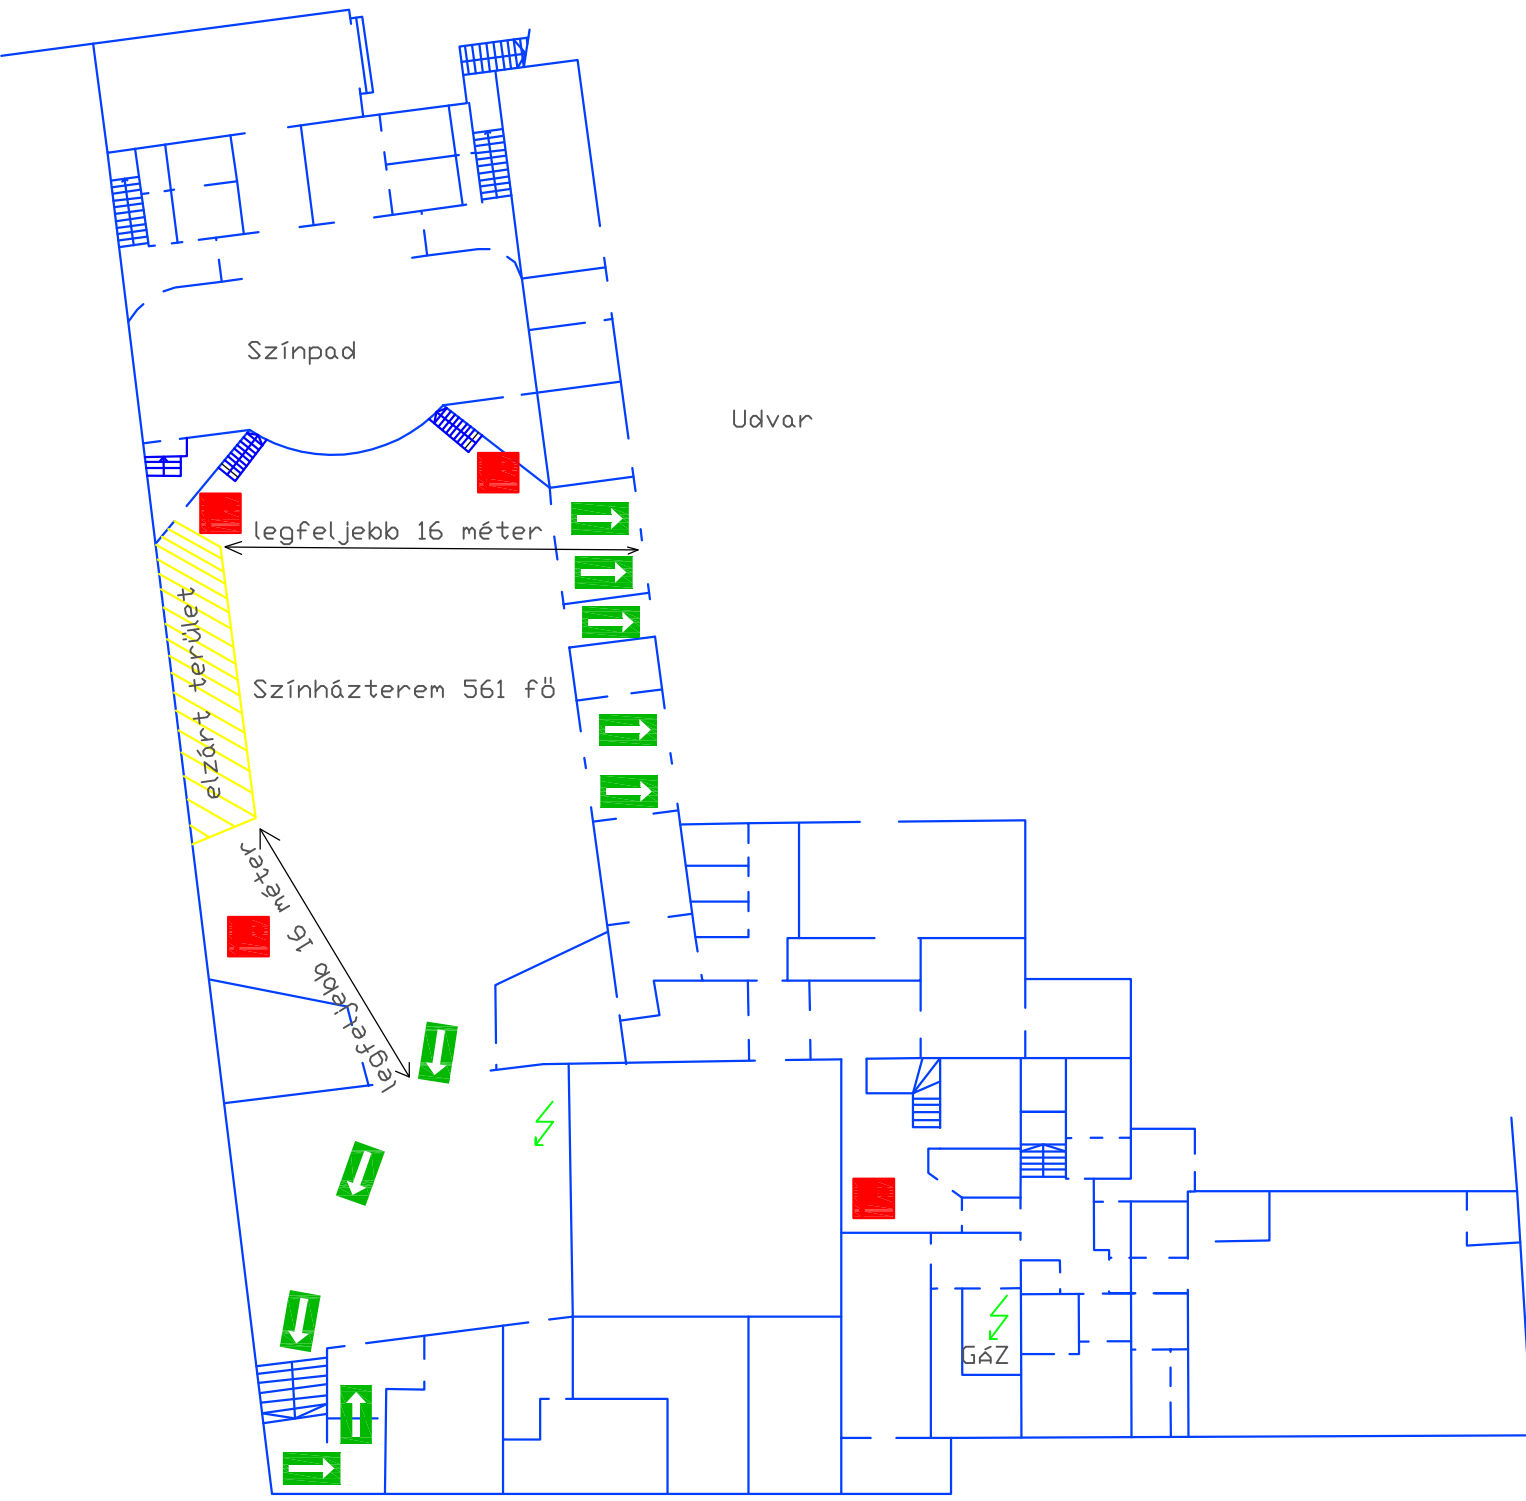 Színpad
Udvar
legfeljebb 16 méter
elzárt terület
Színházterem 561 fő
legfeljebb 16 méter
GÁZ